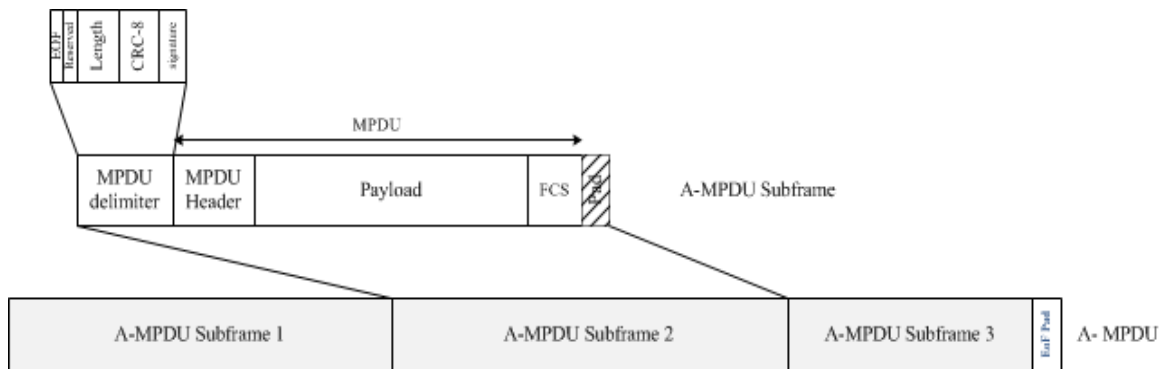 EOF
Reserved
Length
CRC-8
signature
MPDU
MPDU
delimiter
MPDU
Header
Payload
FCS
Pad
A-MPDU Subframe
A-MPDU Subframe 1
A-MPDU Subframe 2
A-MPDU Subframe 3
EoF Pad
A- MPDU